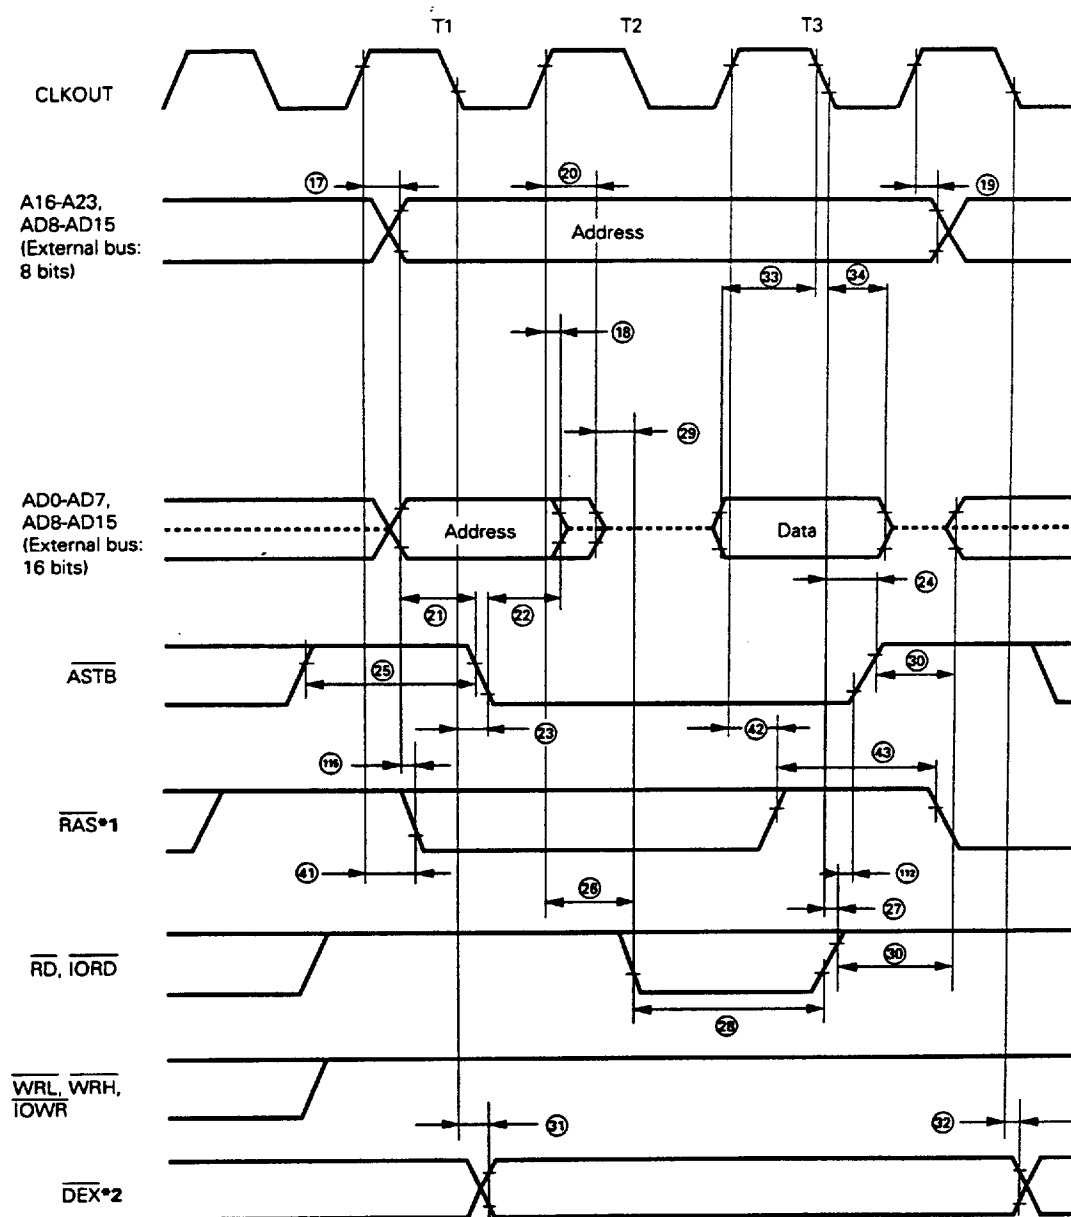 T1 T2 T3
CLKOUT
⑰ ⑳ ⑲
A16-A23,
AD8-AD15
(External bus:
8 bits)
Address
㉝ ㉞
⑱
㉙
AD0-AD7,
AD8-AD15
(External bus:
16 bits)
Address Data
㉔
㉑ ㉒
ASTB
㉕ ㉚
㉓ ㊷
116 ㊸
RAS*1
㊶ 112
㉖ ㉗
RD, IORD
㉚
㉘
WRL, WRH,
IOWR
㉛ ㉜
DEX*2